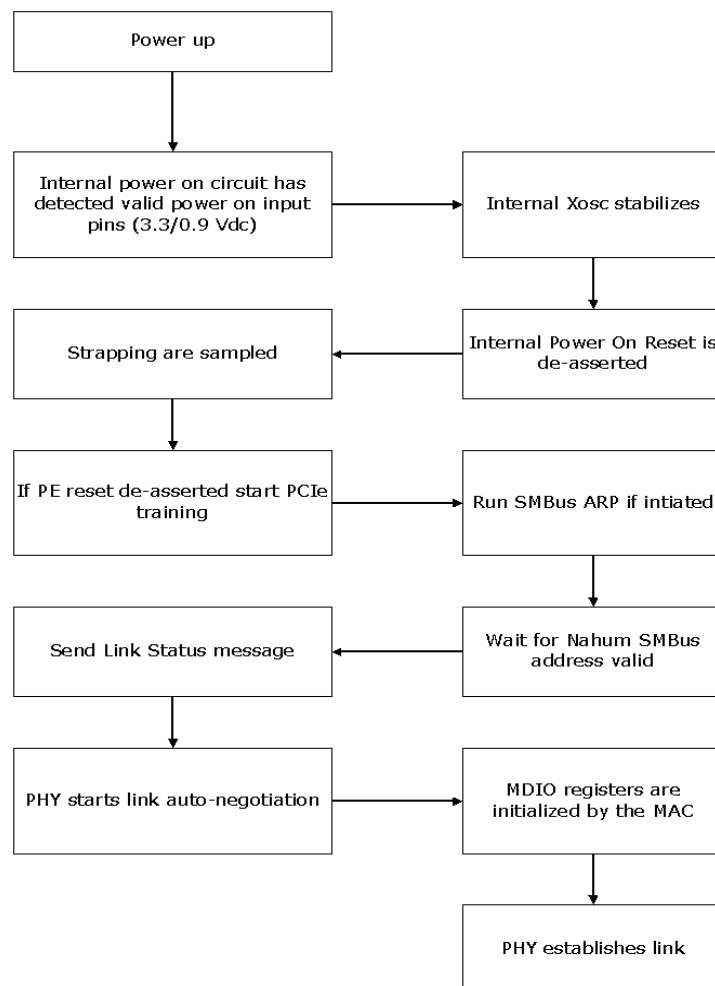 Power up
Internal power on circuit has
detected valid power on input
pins (3.3/0.9 Vdc)
Internal Xosc stabilizes
Internal Power On Reset is
de-asserted
Strapping are sampled
If PE reset de-asserted start PCIe
training
Run SMBus ARP if intiated
Wait for Nahum SMBus
address valid
Send Link Status message
PHY starts link auto-negotiation
MDIO registers are
initialized by the MAC
PHY establishes link